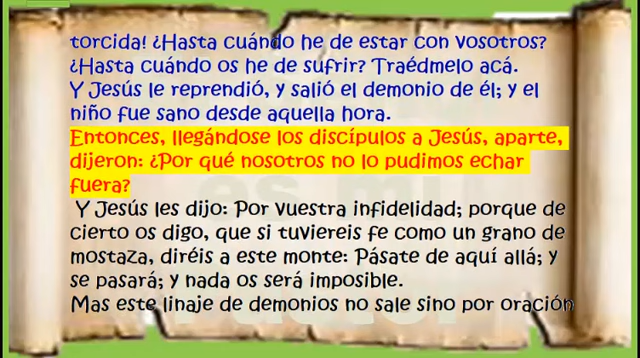 torcida! ¿Hasta cuándo he de estar con vosotros?
¿Hasta cuándo os he de sufrir? Traédmelo acá.
Y Jesús le reprendió, y salió el demonio de él; y el
niño fue sano desde aquella hora.
Entonces, llegándose los discípulos a Jesús, aparte,
dijeron: ¿Por qué nosotros no lo pudimos echar
fuera?
Y Jesús les dijo: Por vuestra infidelidad; porque de
cierto os digo, que si tuviereis fe como un grano de
mostaza, diréis a este monte: Pásate de aquí allá; y
se pasará; y nada os será imposible.
Mas este linaje de demonios no sale sino por oración